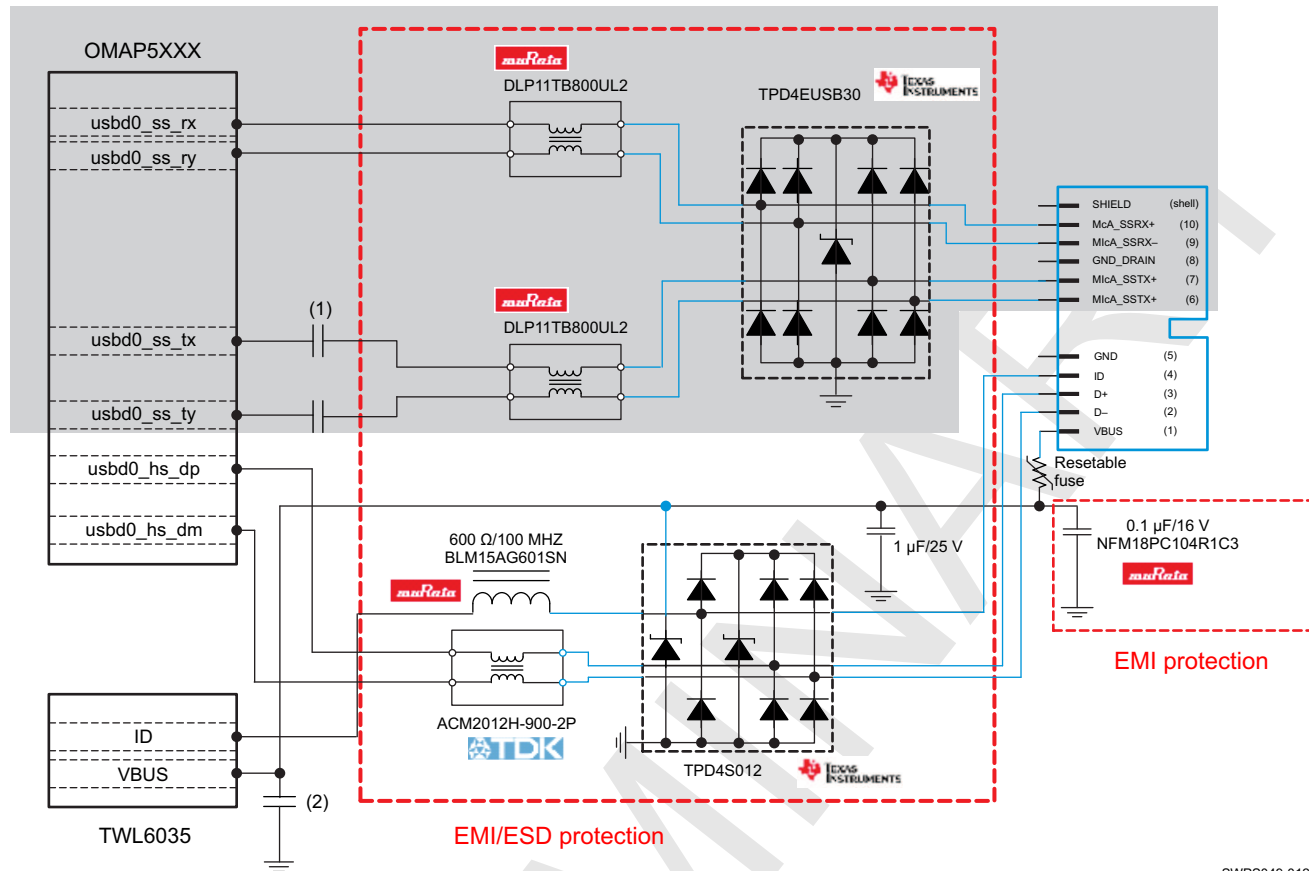 OMAP5XXX
usbd0_ss_rx
usbd0_ss_ry
usbd0_ss_tx
usbd0_ss_ty
usbd0_hs_dp
usbd0_hs_dm
(1)
muRata
DLP11TB800UL2
muRata
DLP11TB800UL2
TPD4EUSB30
TEXAS
INSTRUMENTS
SHIELD (shell)
McA_SSRX+ (10)
MIcA_SSRX– (9)
GND_DRAIN (8)
MIcA_SSTX+ (7)
MIcA_SSTX+ (6)
GND (5)
ID (4)
D+ (3)
D– (2)
VBUS (1)
Resetable
fuse
600 Ω/100 MHZ
BLM15AG601SN
muRata
1 µF/25 V
0.1 µF/16 V
NFM18PC104R1C3
muRata
EMI protection
ACM2012H-900-2P
TDK
TPD4S012
TEXAS
INSTRUMENTS
ID
VBUS
(2)
TWL6035
EMI/ESD protection